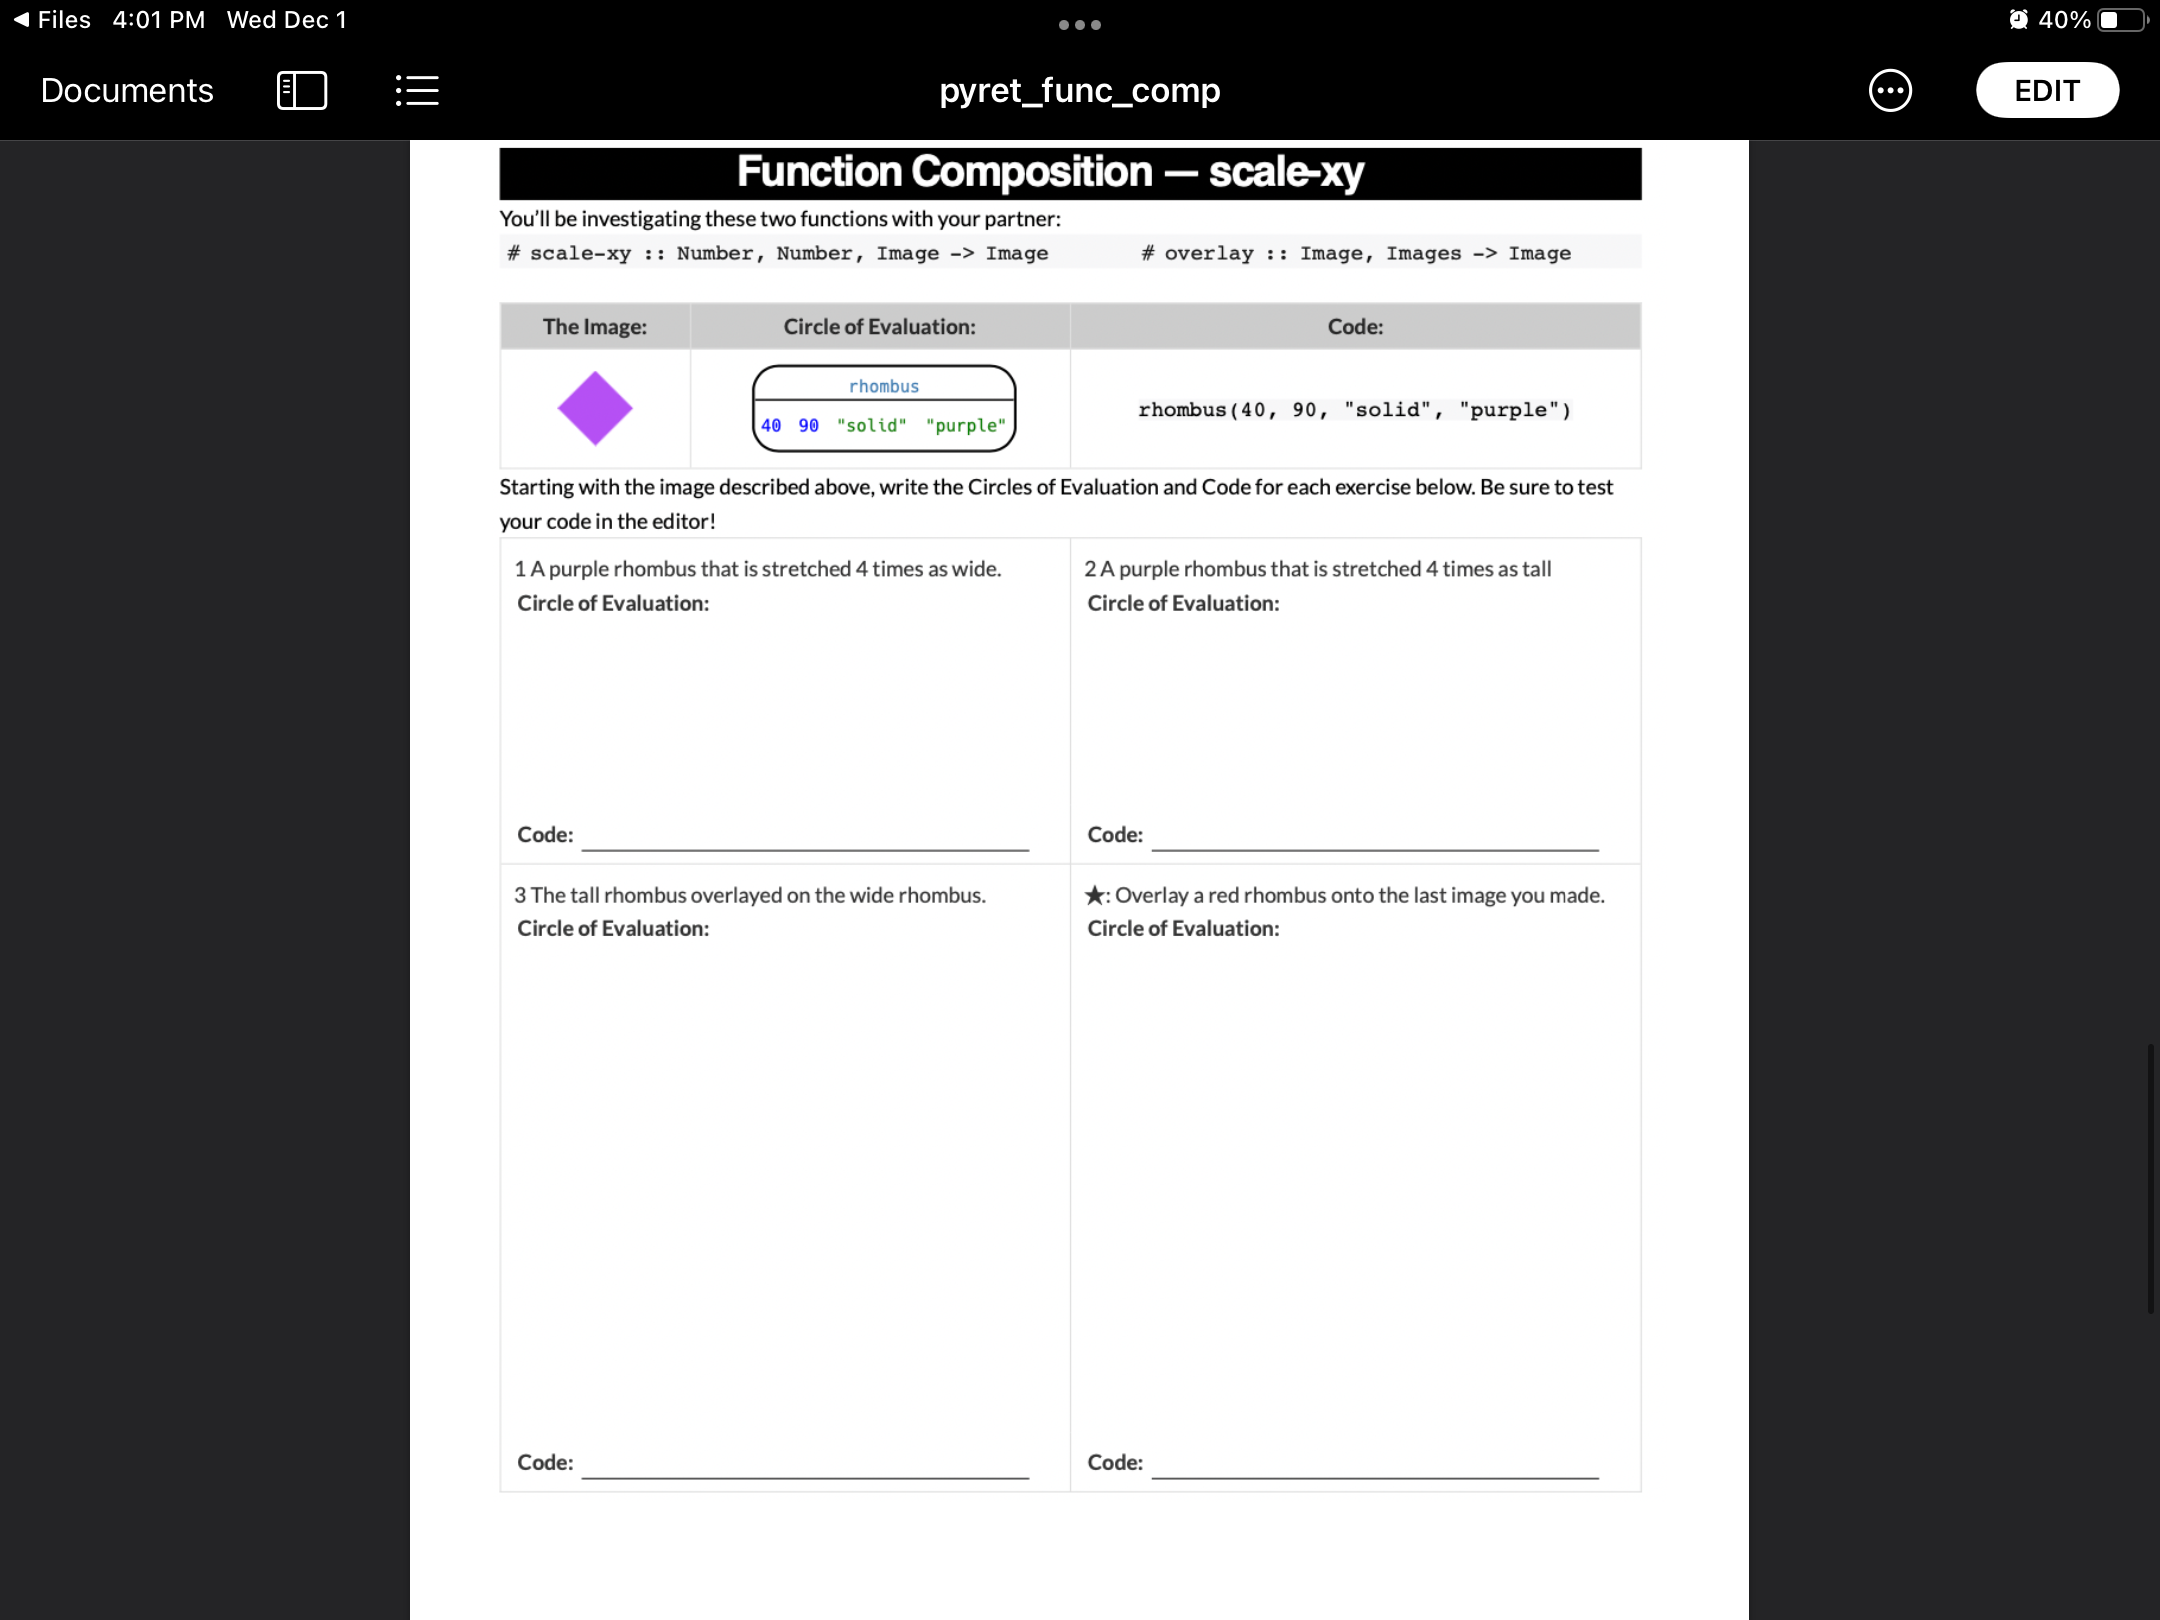 Files 4:01 PM Wed Dec 1
40%
Documents
pyret_func_comp
EDIT
Function Composition — scale-xy
You’ll be investigating these two functions with your partner:
# scale-xy :: Number, Number, Image -> Image # overlay :: Image, Images -> Image
The Image: Circle of Evaluation: Code:
rhombus
40 90 "solid" "purple"
rhombus(40, 90, "solid", "purple")
Starting with the image described above, write the Circles of Evaluation and Code for each exercise below. Be sure to test
your code in the editor!
1 A purple rhombus that is stretched 4 times as wide.
Circle of Evaluation:
Code:
2 A purple rhombus that is stretched 4 times as tall
Circle of Evaluation:
Code:
3 The tall rhombus overlayed on the wide rhombus.
Circle of Evaluation:
Code:
★: Overlay a red rhombus onto the last image you made.
Circle of Evaluation:
Code: